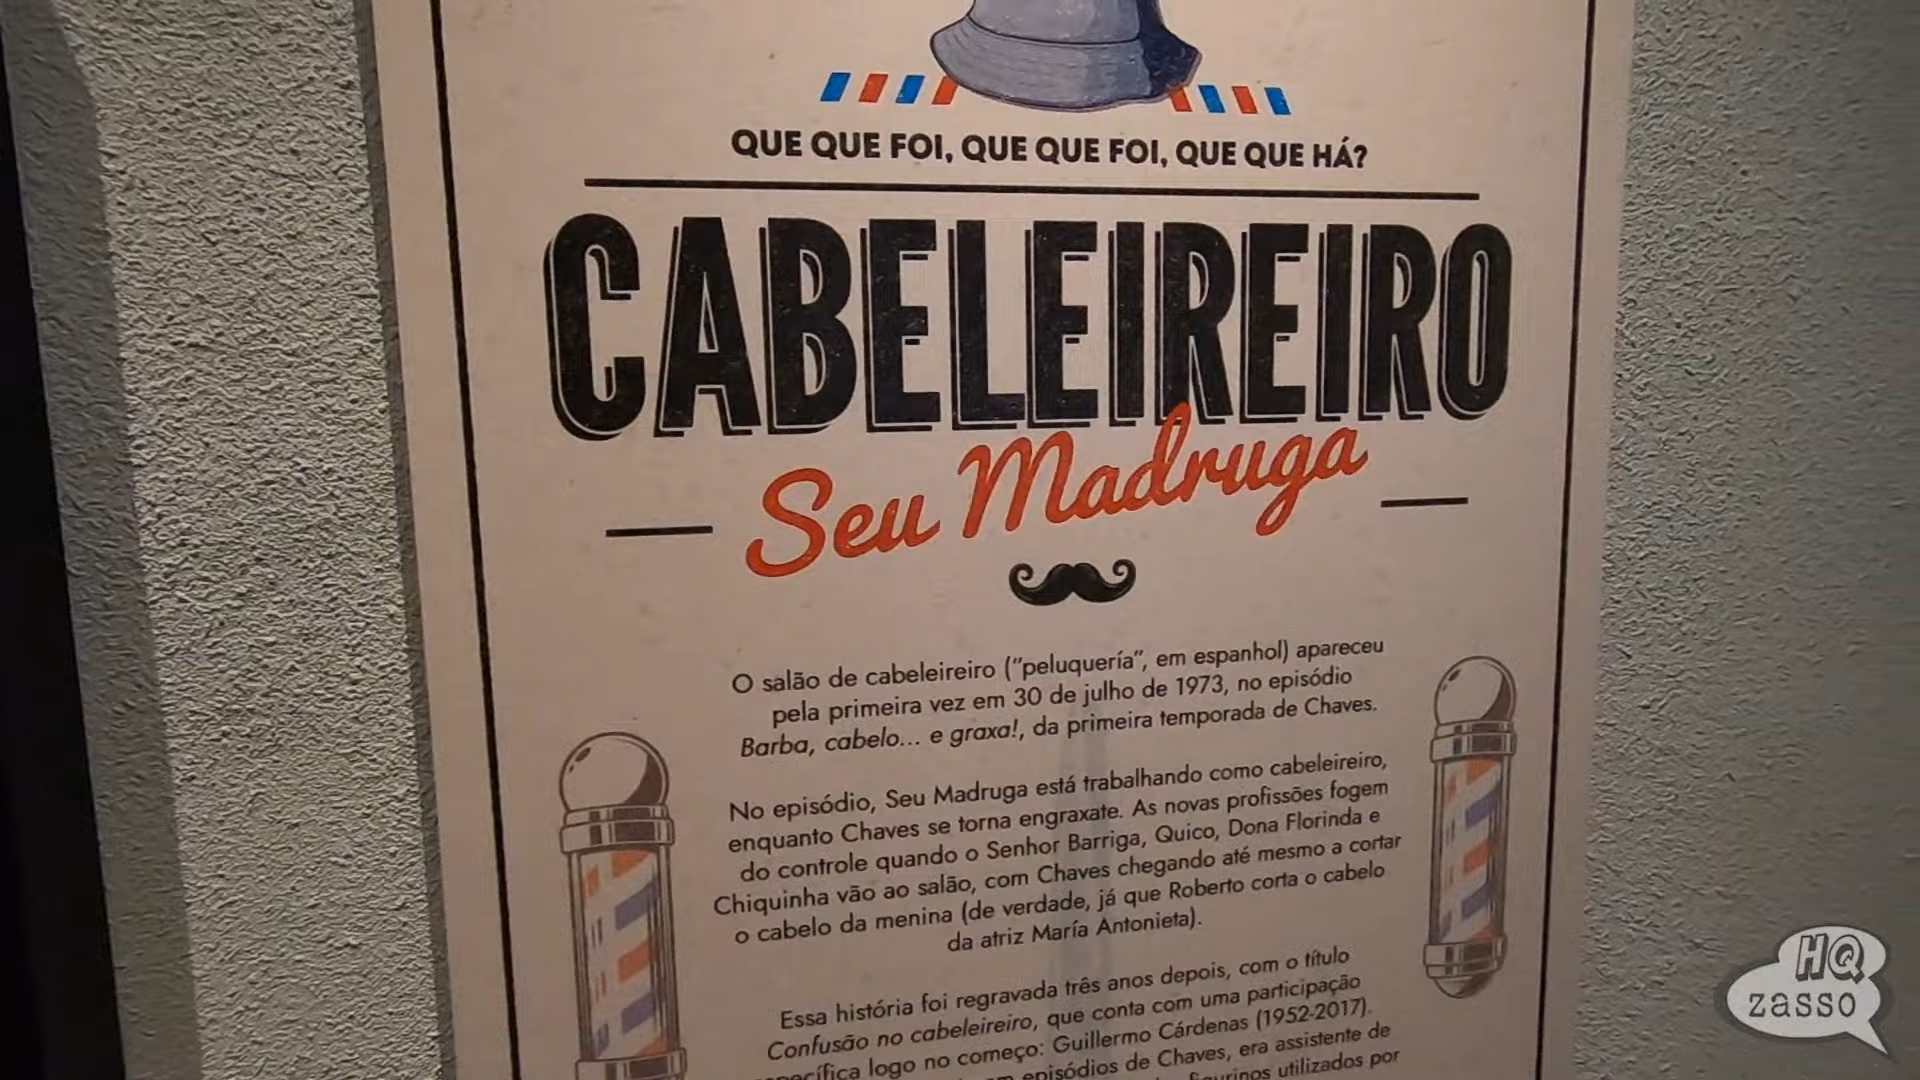 QUE QUE FOI, QUE QUE FOI, QUE QUE HÁ?
CABELEIREIRO
Seu Madruga
O salão de cabeleireiro ("peluquería", em espanhol) apareceu
pela primeira vez em 30 de julho de 1973, no episódio
Barba, cabelo... e graxa!, da primeira temporada de Chaves.
No episódio, Seu Madruga está trabalhando como cabeleireiro,
enquanto Chaves se torna engraxate. As novas profissões fogem
do controle quando o Senhor Barriga, Quico, Dona Florinda e
Chiquinha vão ao salão, com Chaves chegando até mesmo a cortar
o cabelo da menina (de verdade, já que Roberto corta o cabelo
da atriz María Antonieta).
Essa história foi regravada três anos depois, com o título
Confusão no cabeleireiro, que conta com uma participação
logo no começo: Guillermo Cárdenas (1952-2017).
episódios de Chaves, era assistente de
figurinos utilizados por
HQ
zasso